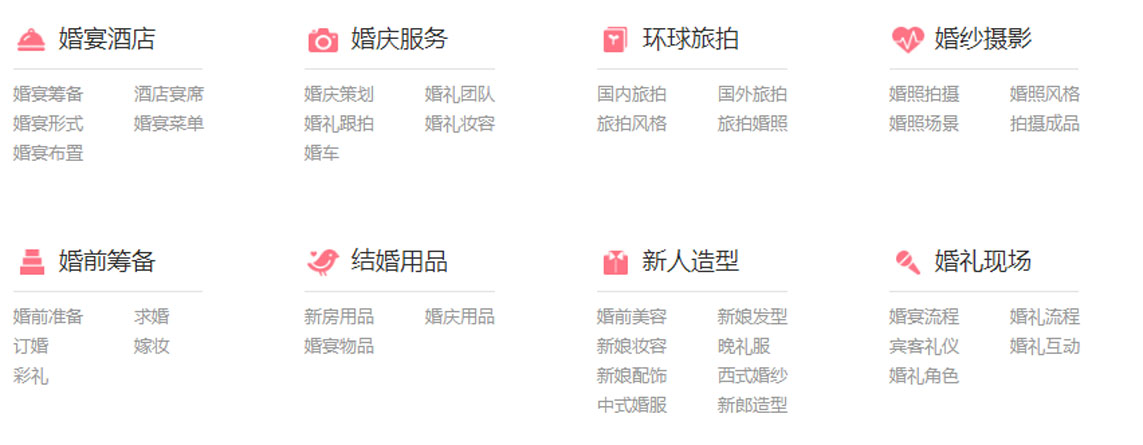 婚宴酒店
婚宴筹备 酒店宴席
婚宴形式 婚宴菜单
婚宴布置
婚庆服务
婚庆策划 婚礼团队
婚礼跟拍 婚礼妆容
婚车
环球旅拍
国内旅拍 国外旅拍
旅拍风格 旅拍婚照
婚纱摄影
婚照拍摄 婚照风格
婚照场景 拍摄成品
婚前筹备
婚前准备 求婚
订婚 嫁妆
彩礼
结婚用品
新房用品 婚庆用品
婚宴物品
新人造型
婚前美容 新娘发型
新娘妆容 晚礼服
新娘配饰 西式婚纱
中式婚服 新郎造型
婚礼现场
婚宴流程 婚礼流程
宾客礼仪 婚礼互动
婚礼角色